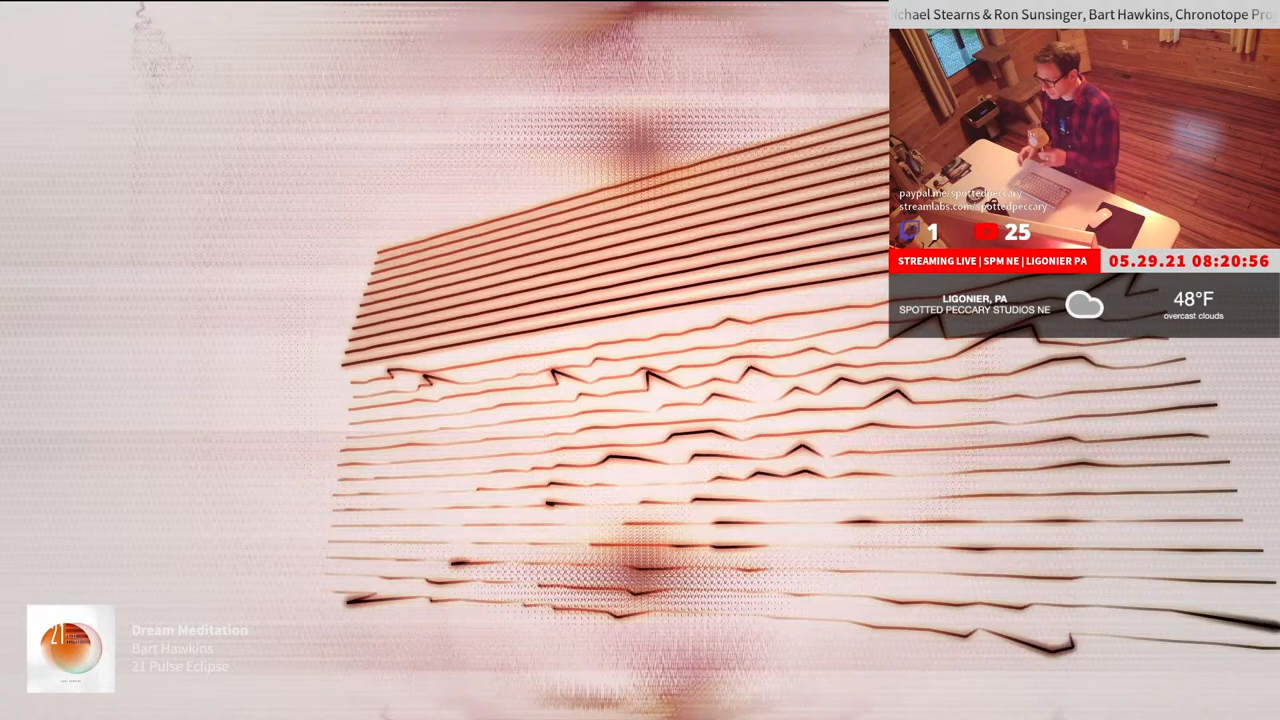 chael Stearns & Ron Sunsinger, Bart Hawkins, Chronotope Pro
paypal.me/spottedpeccary
streamlabs.com/spottedpeccary
1 25
STREAMING LIVE | SPM NE | LIGONIER PA
05.29.21 08:20:56
LIGONIER, PA
SPOTTED PECCARY STUDIOS NE
48°F
overcast clouds
21
Dream Meditation
Bart Hawkins
21 Pulse Eclipse